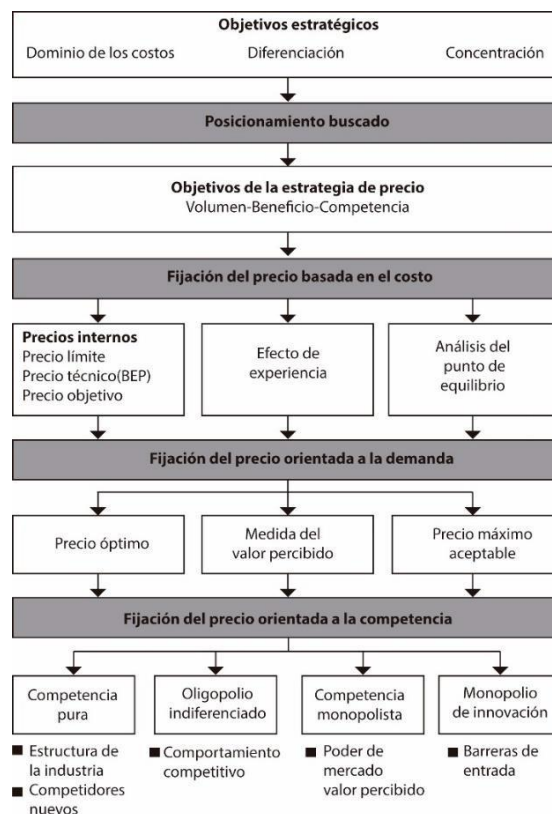 Objetivos estratégicos
Dominio de los costos Diferenciación Concentración
Posicionamiento buscado
Objetivos de la estrategia de precio
Volumen-Beneficio-Competencia
Fijación del precio basada en el costo
Precios internos
Precio límite
Precio técnico(BEP)
Precio objetivo
Efecto de
experiencia
Análisis del
punto de
equilibrio
Fijación del precio orientada a la demanda
Precio óptimo
Medida del
valor percibido
Precio máximo
aceptable
Fijación del precio orientada a la competencia
Competencia
pura
Oligopolio
indiferenciado
Competencia
monopolista
Monopolio
de innovación
■ Estructura de
la industria
■ Competidores
nuevos
■ Comportamiento
competitivo
■ Poder de
mercado
valor percibido
■ Barreras de
entrada